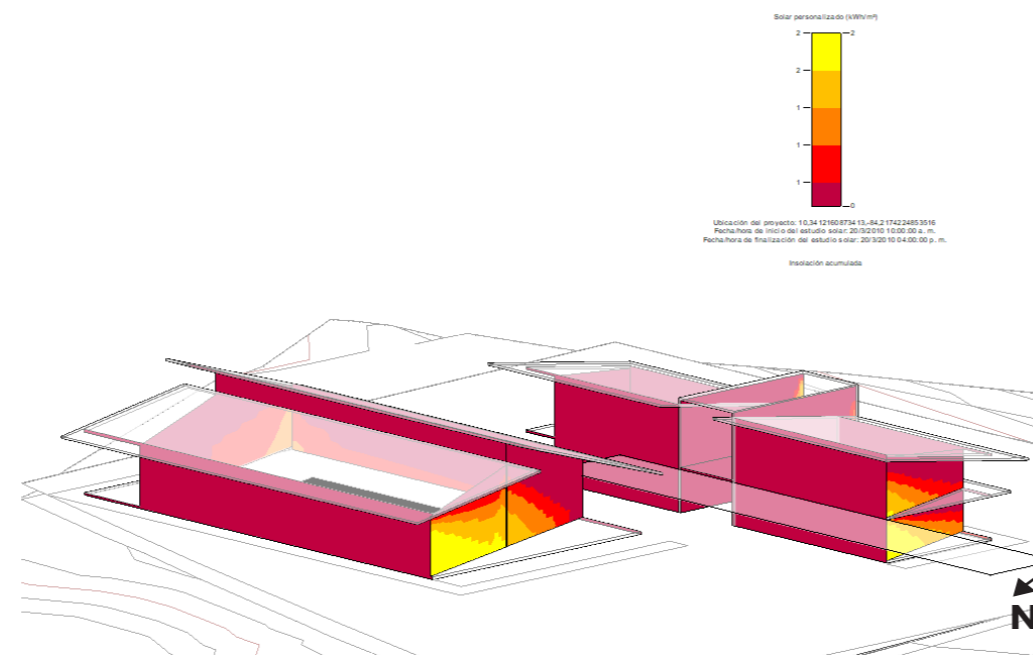 Solar personalizado (kWh/m²)
2 2
2
1
1
1
0
Ubicación del proyecto: 10,3412160873413,-84,21742224853516
Fecha/hora de inicio del estudio solar: 20/3/2010 10:00:00 a. m.
Fecha/hora de finalización del estudio solar: 20/3/2010 04:00:00 p. m.
Insolación acumulada
N